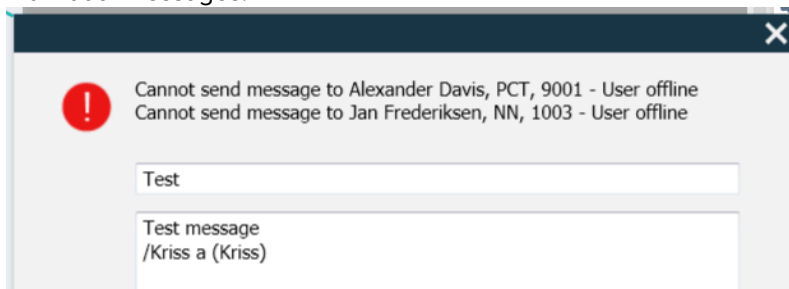 Cannot send message to Alexander Davis, PCT, 9001 - User offline
Cannot send message to Jan Frederiksen, NN, 1003 - User offline
Test
Test message
/Kriss a (Kriss)